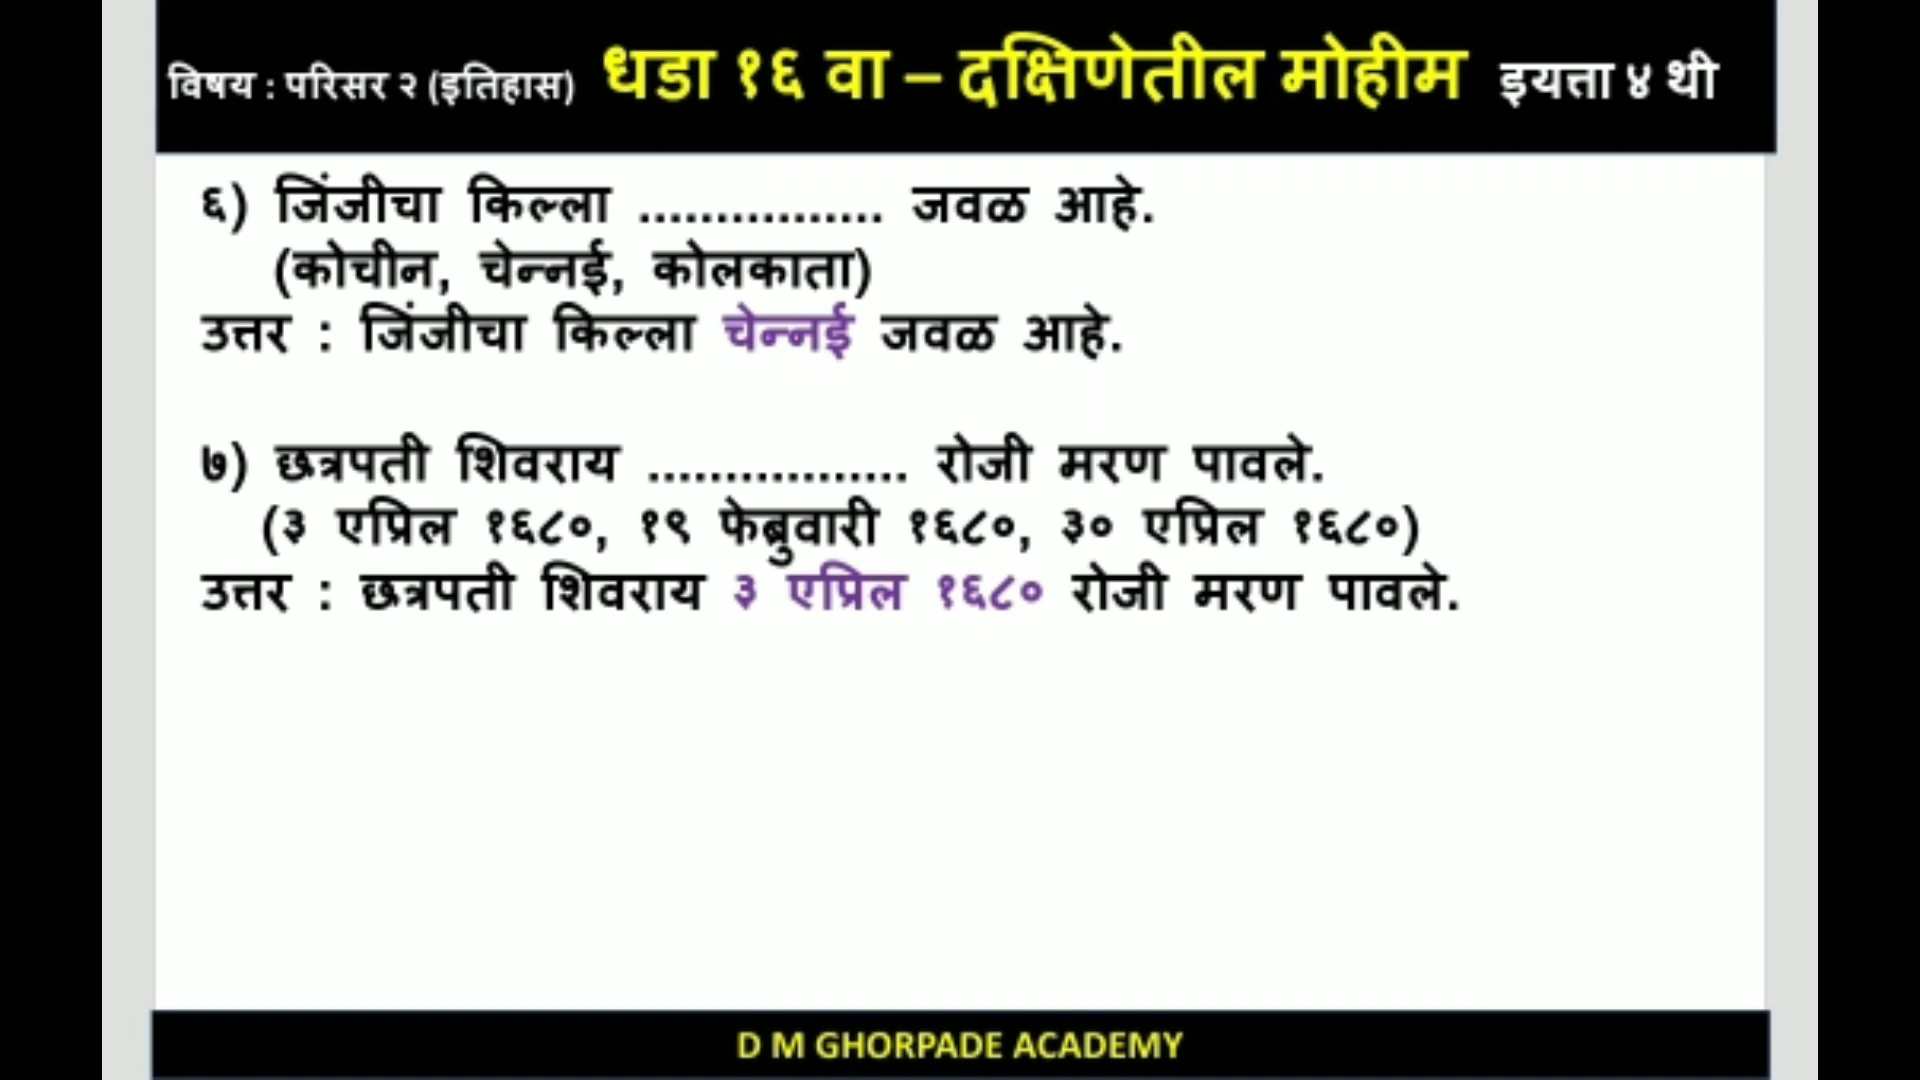 विषय : परिसर २ (इतिहास) धडा १६ वा – दक्षिणेतील मोहीम इयत्ता ४ थी
६) जिंजीचा किल्ला ................ जवळ आहे.
(कोचीन, चेन्नई, कोलकाता)
उत्तर : जिंजीचा किल्ला चेन्नई जवळ आहे.
७) छत्रपती शिवराय ................. रोजी मरण पावले.
(३ एप्रिल १६८०, १९ फेब्रुवारी १६८०, ३० एप्रिल १६८०)
उत्तर : छत्रपती शिवराय ३ एप्रिल १६८० रोजी मरण पावले.
D M GHORPADE ACADEMY